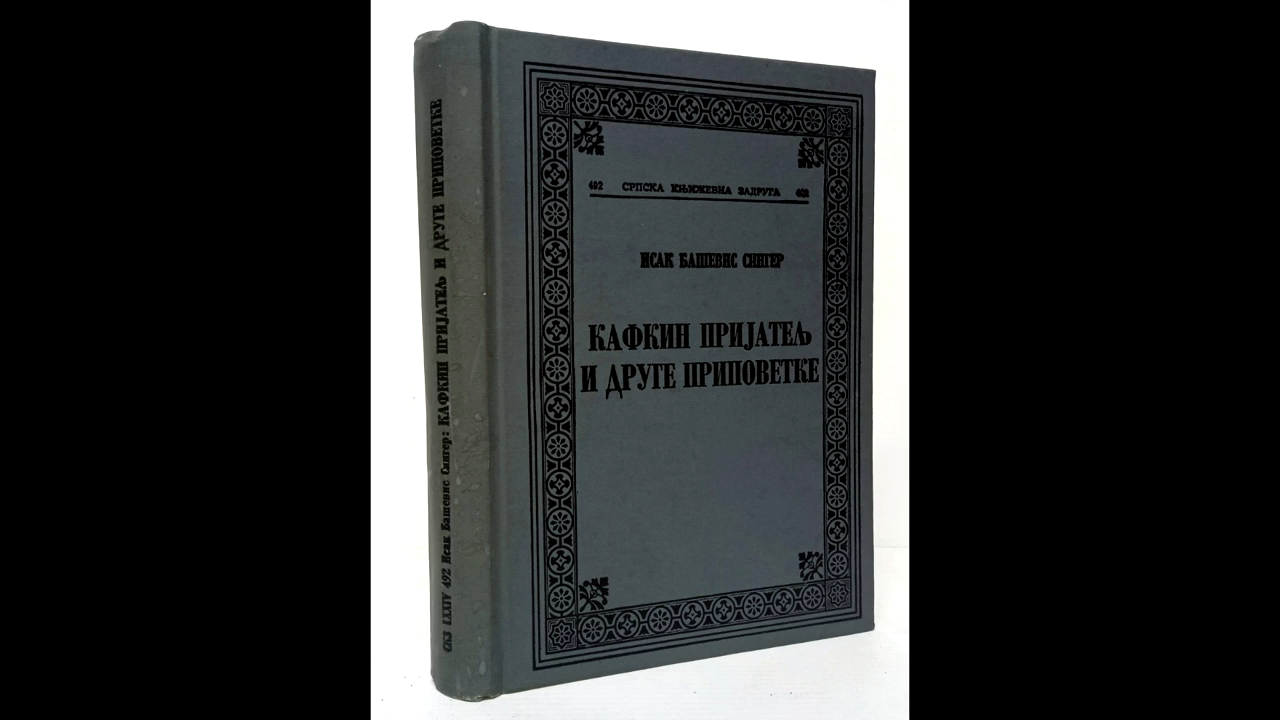 492 СРПСКА КЊИЖЕВНА ЗАДРУГА 492
ИСАК БАШЕВИС СИНГЕР
КАФКИН ПРИЈАТЕЉ
И ДРУГЕ ПРИПОВЕТКЕ
СКЗ LXXIV 492 Исак Башевис Сингер: КАФКИН ПРИЈАТЕЉ И ДРУГЕ ПРИПОВЕТКЕ